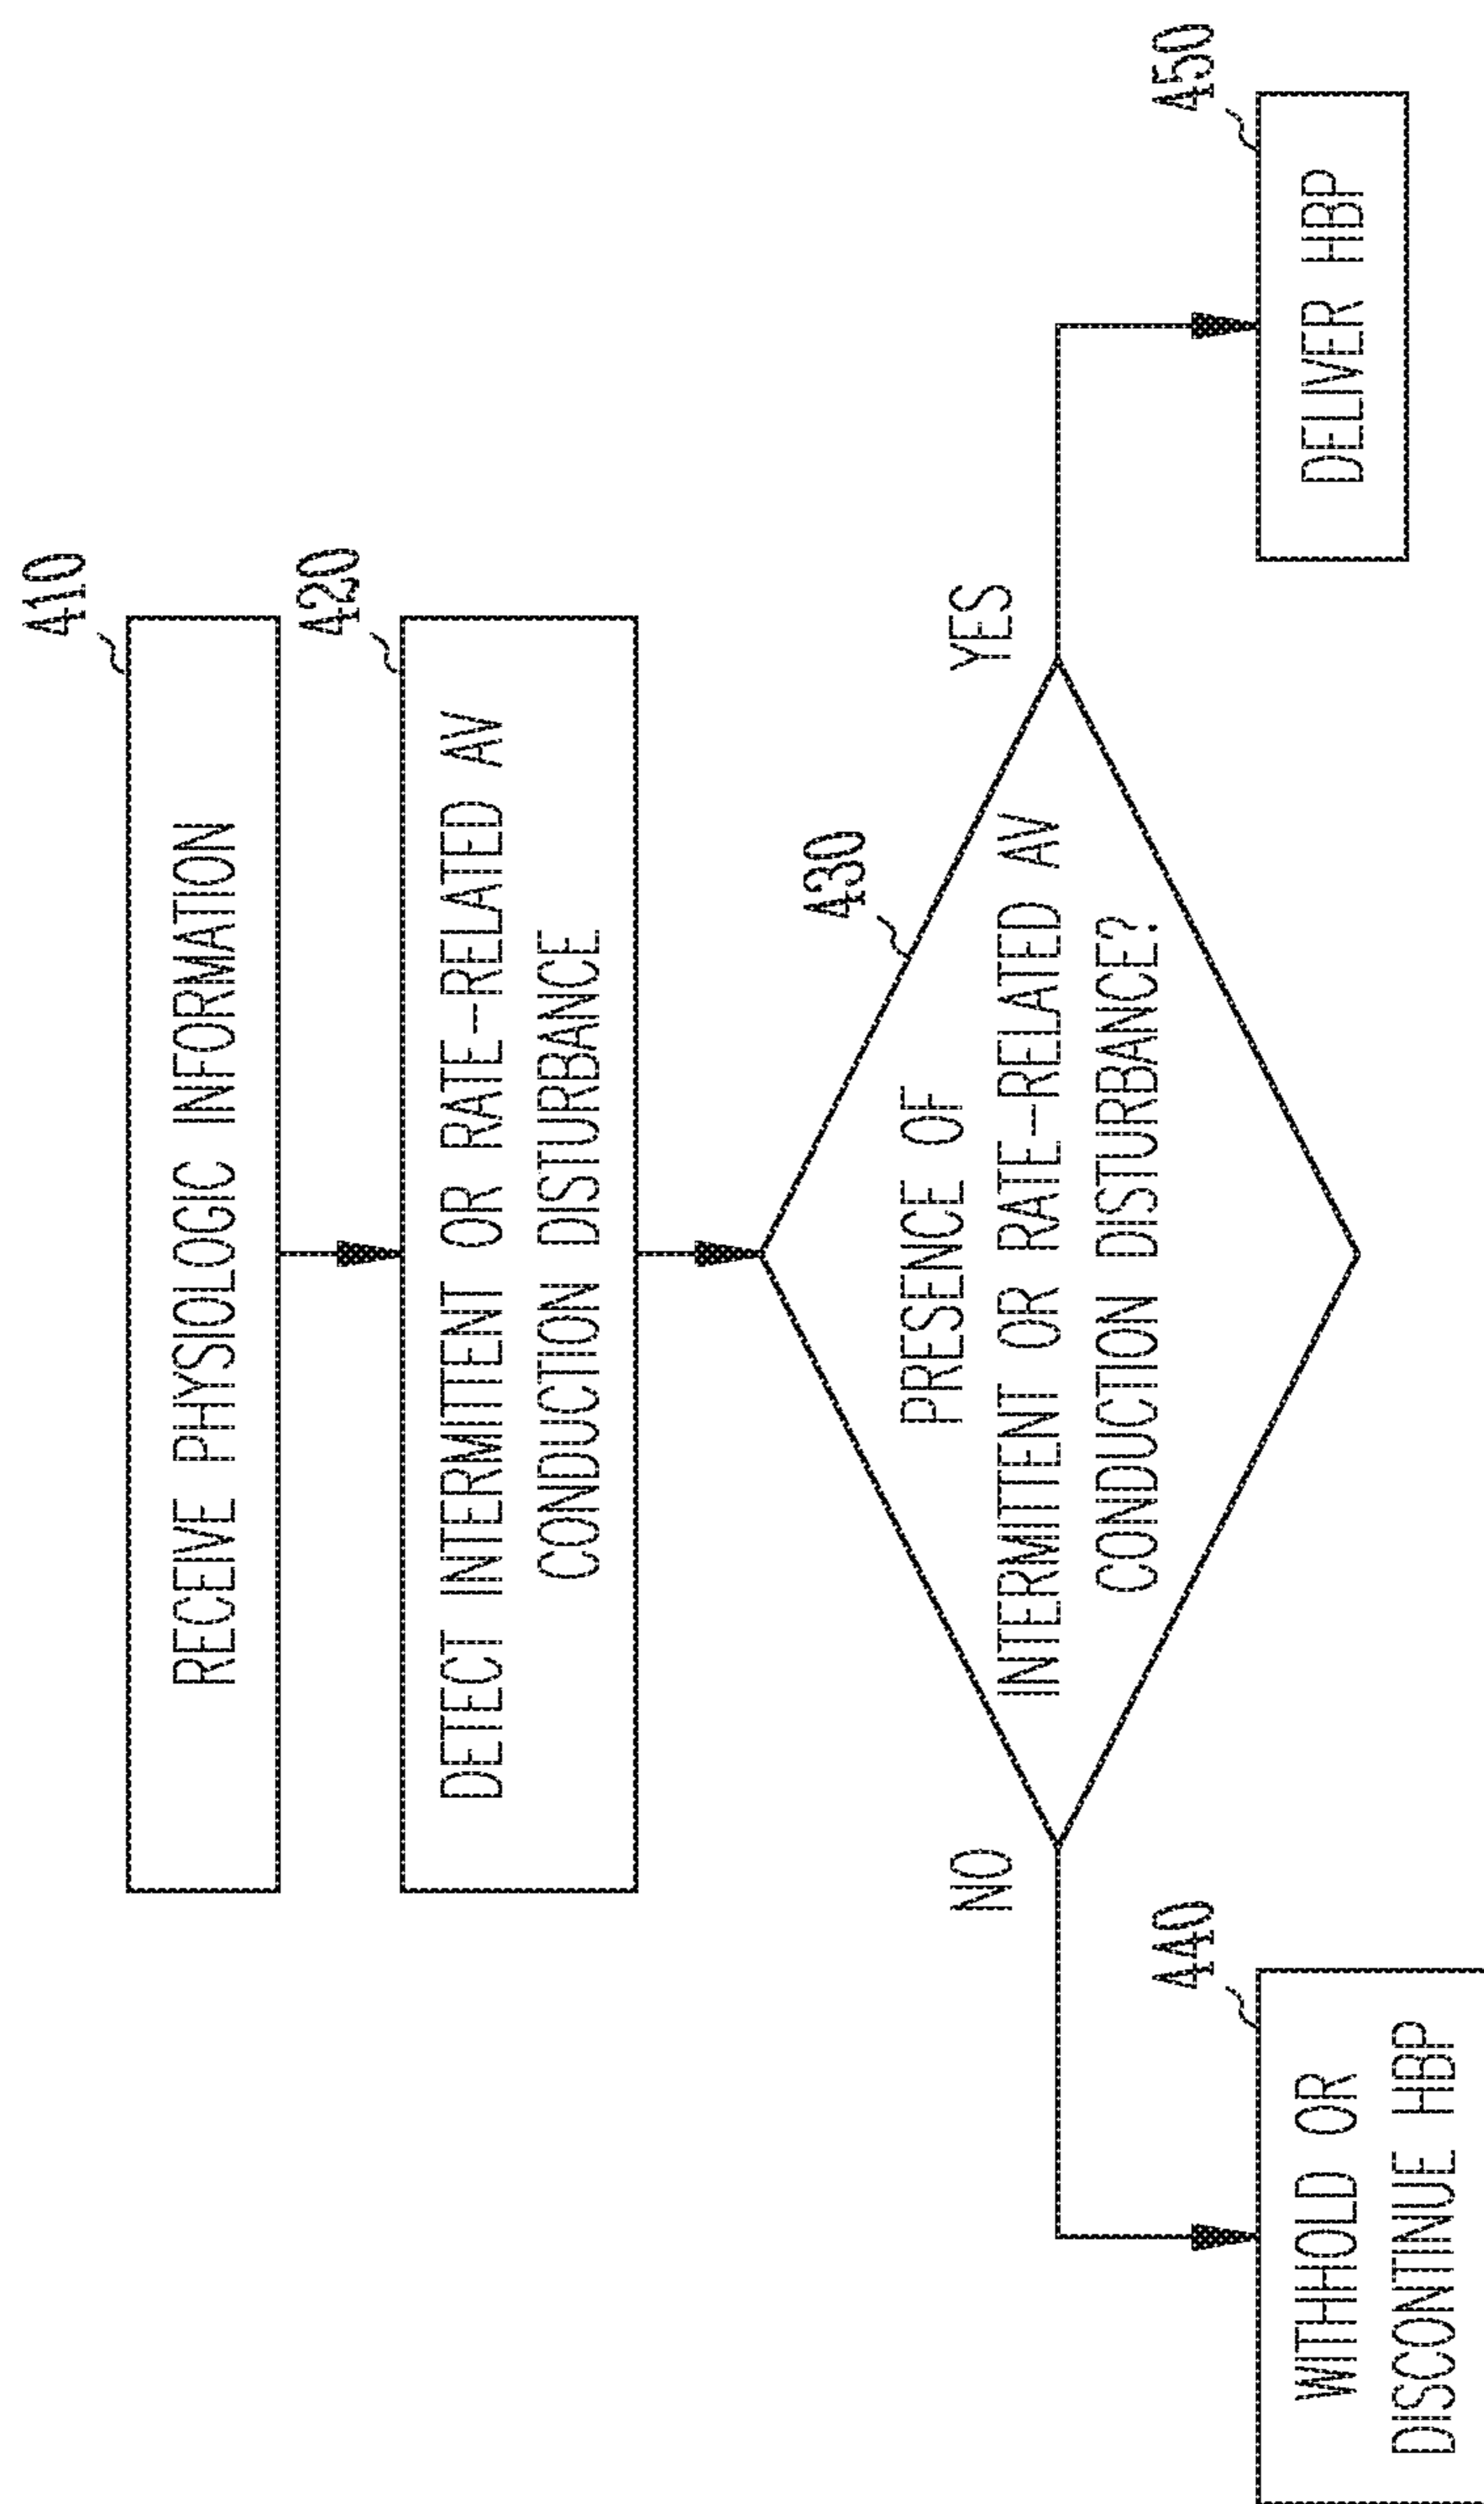 410
RECEIVE PHYSIOLOGIC INFORMATION
420
DETECT INTERMITTENT OR RATE-RELATED AV
CONDUCTION DISTURBANCE
430
PRESENCE OF
INTERMITTENT OR RATE-RELATED AV
CONDUCTION DISTURBANCE?
NO
YES
440
WITHHOLD OR
DISCONTINUE HBP
450
DELIVER HBP